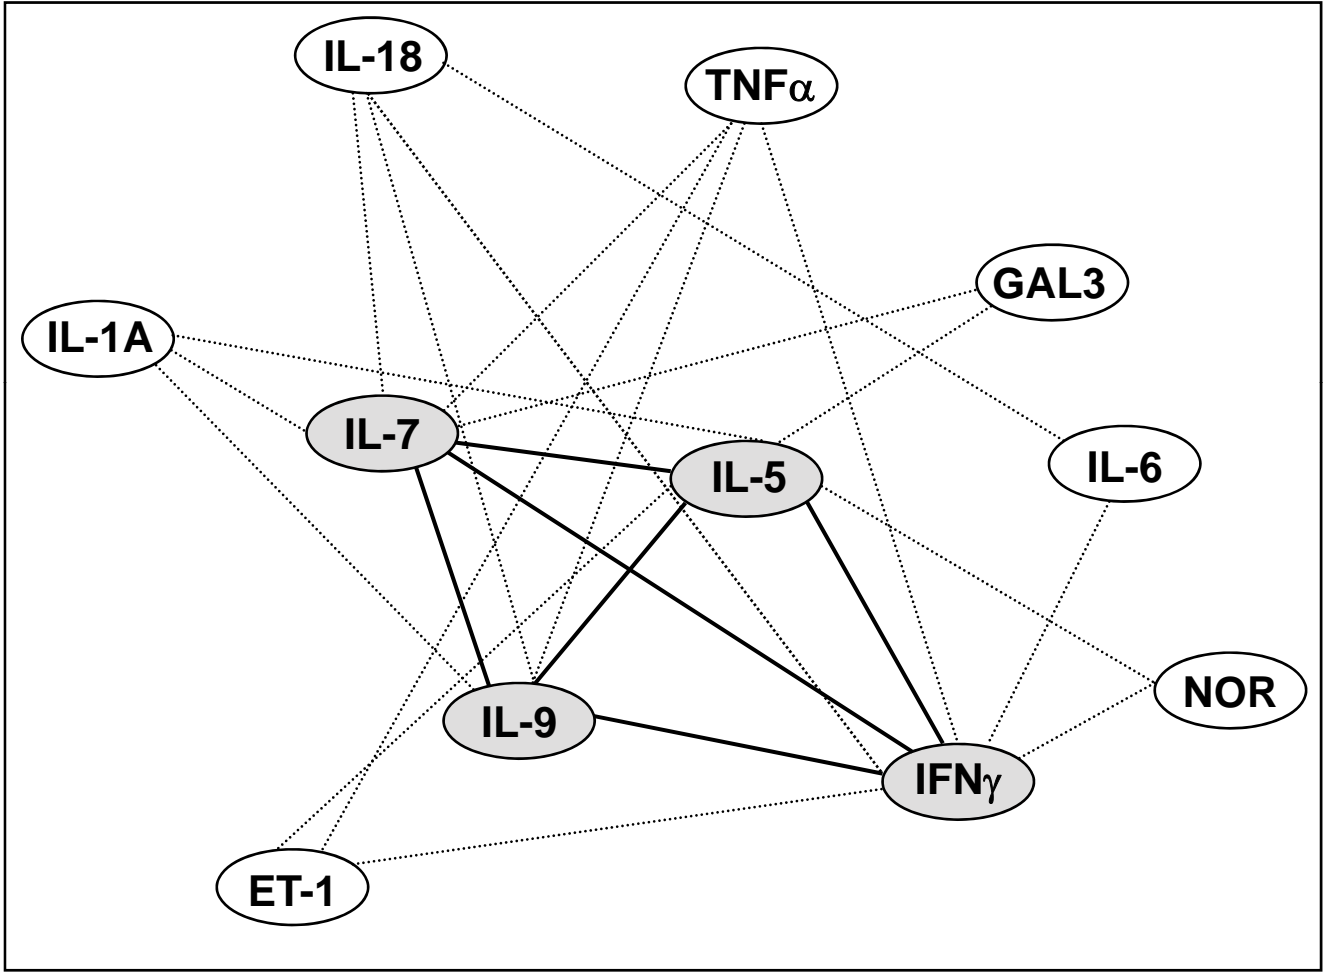 IL-18
TNFα
GAL3
IL-1A
IL-7
IL-5
IL-6
NOR
IL-9
IFNγ
ET-1